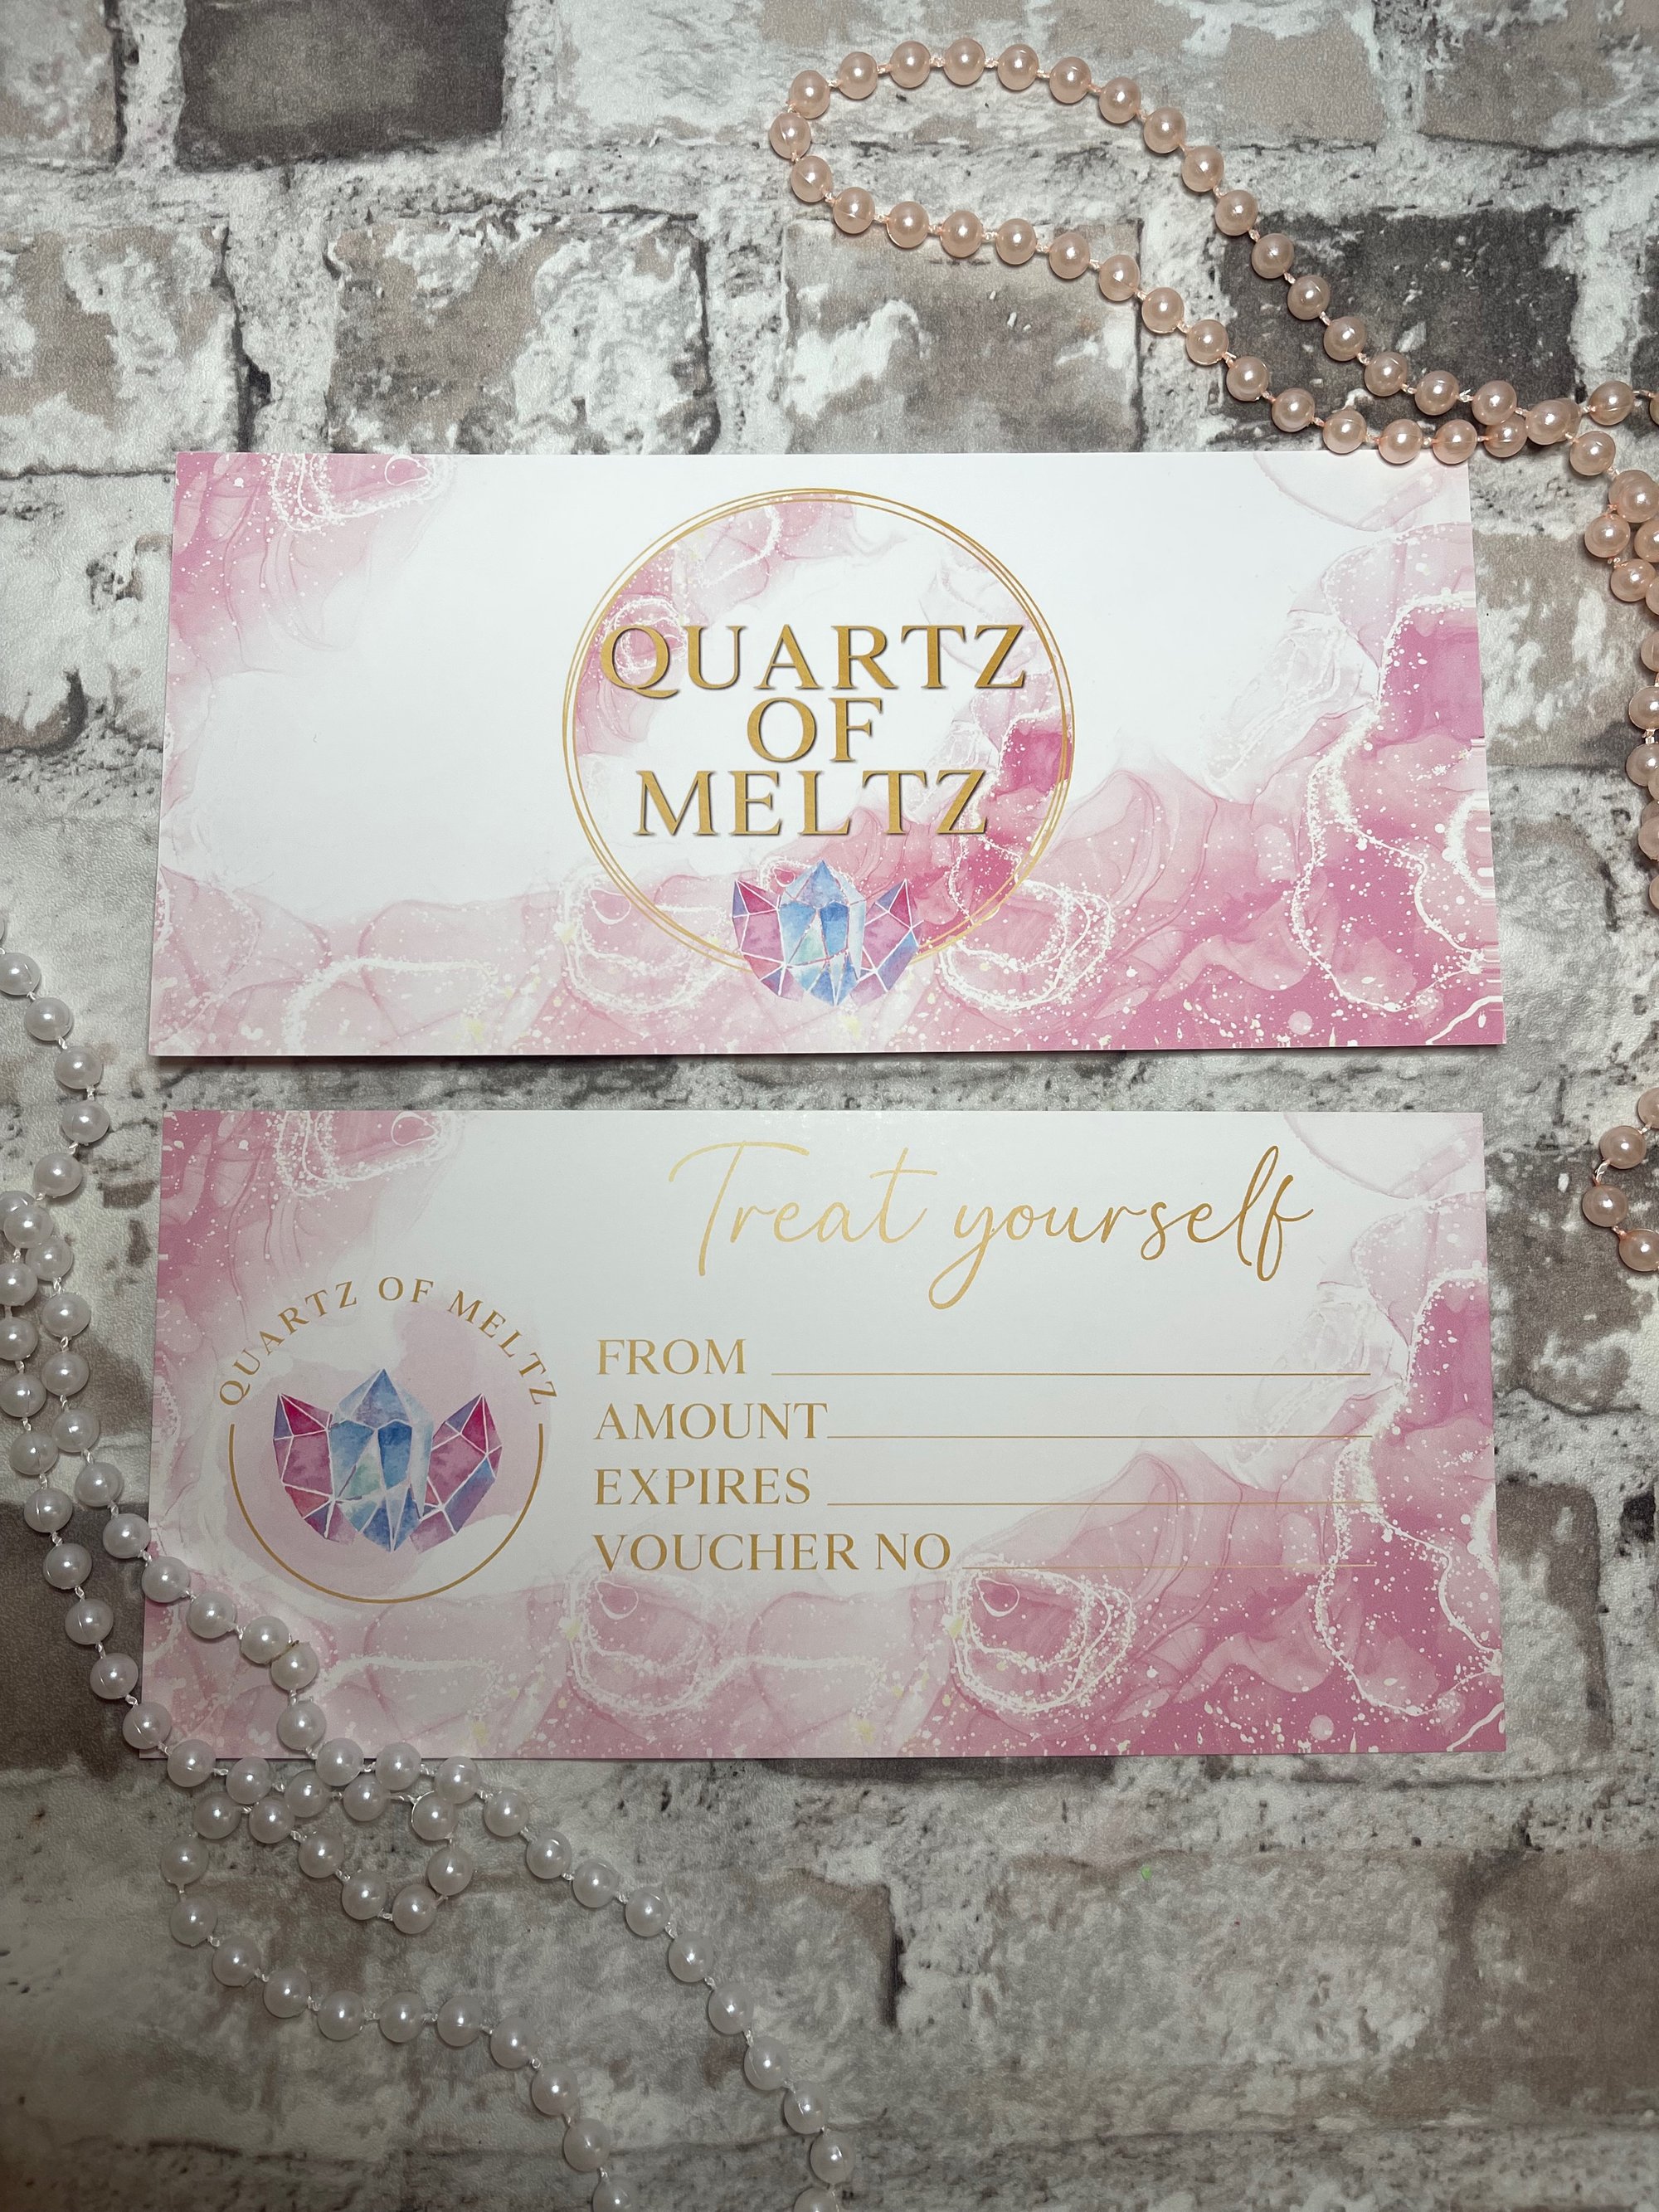 QUARTZ
OF
MELTZ
Treat yourself
QUARTZ OF MELTZ
FROM
AMOUNT
EXPIRES
VOUCHER NO